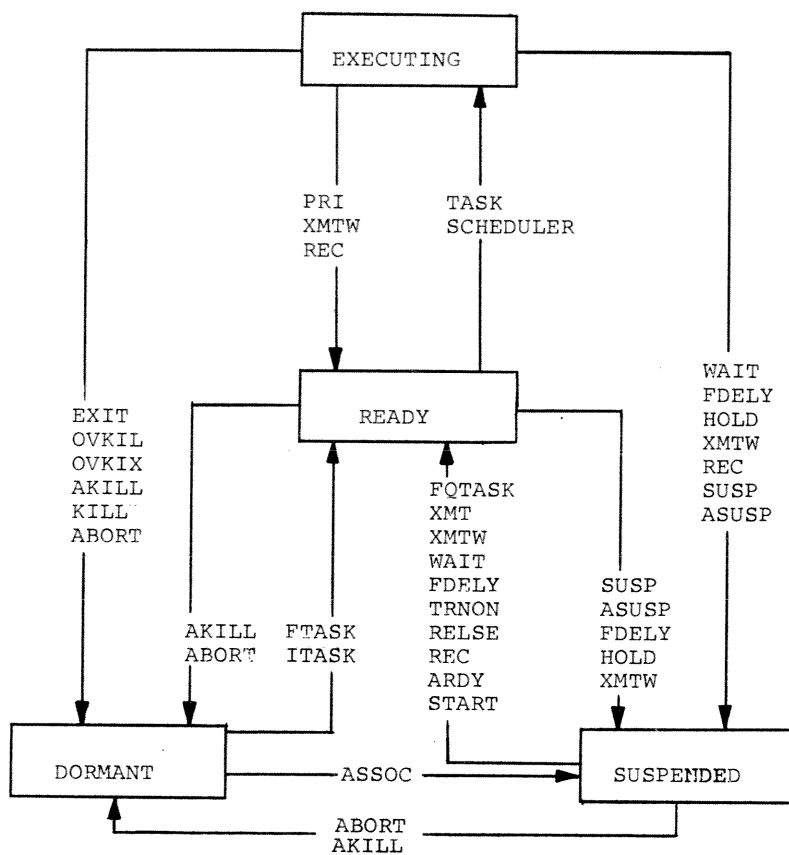 EXECUTING
PRI
XMTW
REC
TASK
SCHEDULER
WAIT
FDELY
HOLD
XMTW
REC
SUSP
ASUSP
READY
EXIT
OVKIL
OVKIX
AKILL
KILL
ABORT
FQTASK
XMT
XMTW
WAIT
FDELY
TRNON
RELSE
REC
ARDY
START
SUSP
ASUSP
FDELY
HOLD
XMTW
AKILL
ABORT
FTASK
ITASK
DORMANT
ASSOC
SUSPENDED
ABORT
AKILL